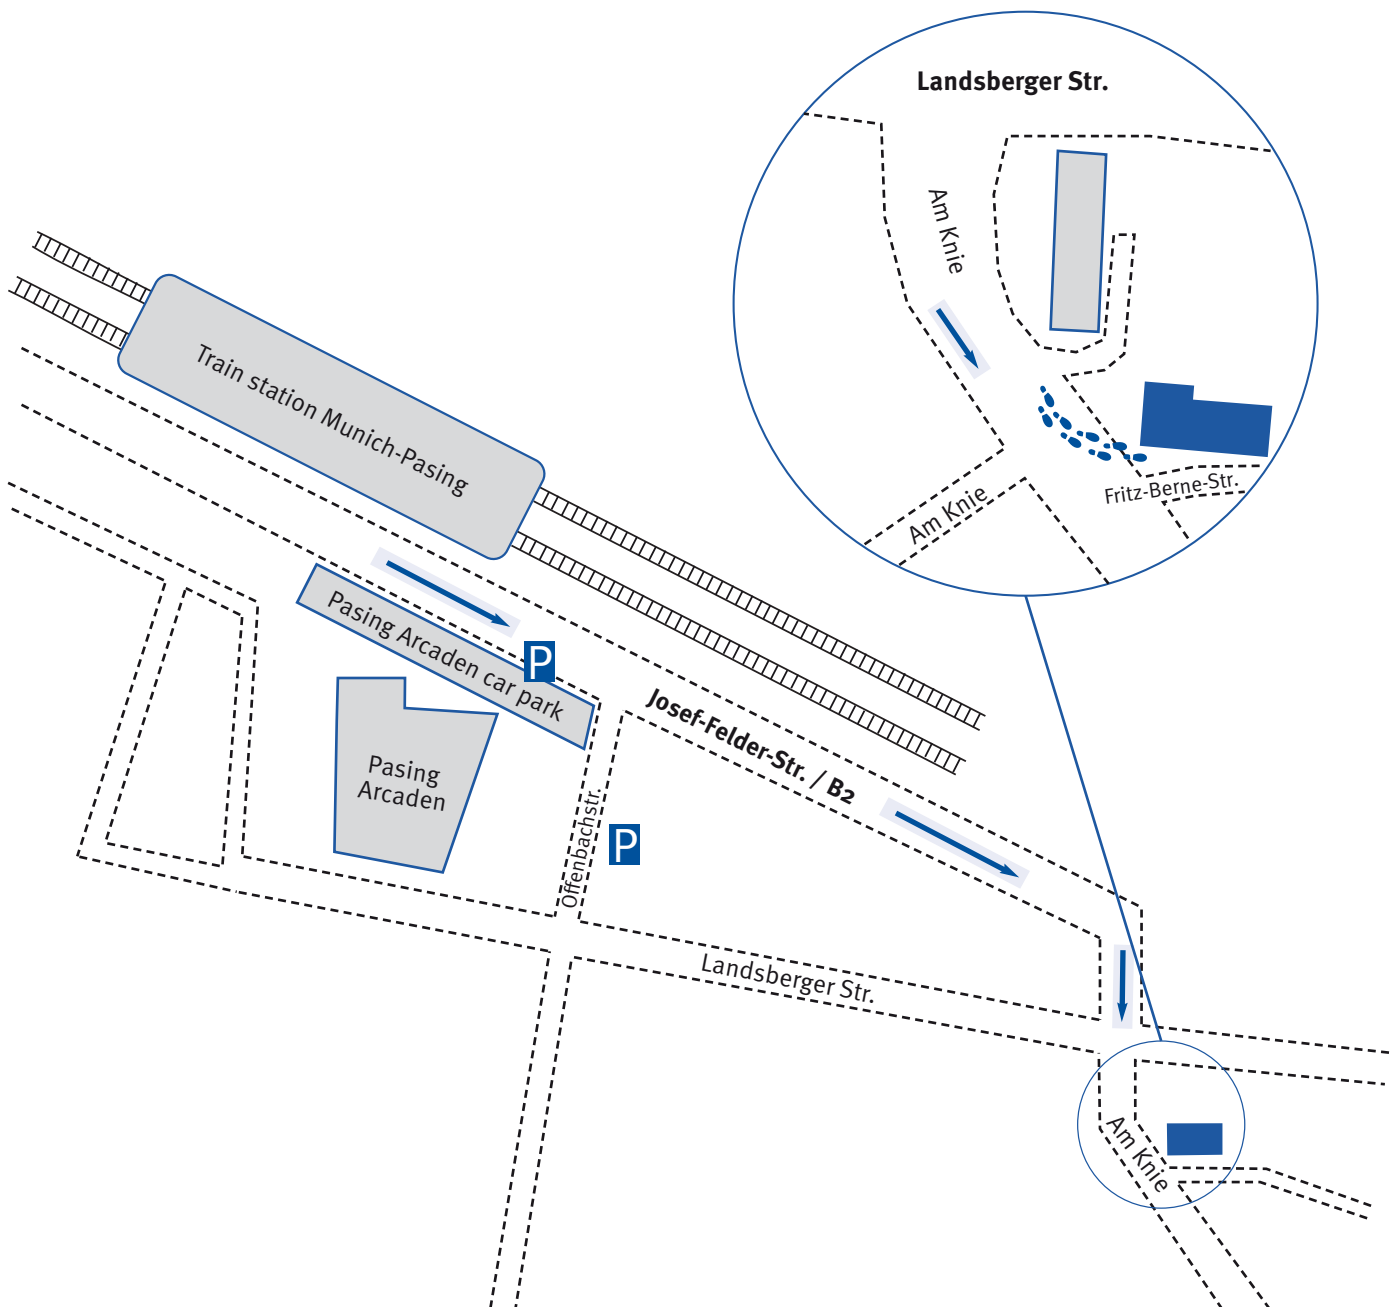 Landsberger Str.
Am Knie
Am Knie
Fritz-Berne-Str.
Train station Munich-Pasing
Pasing Arcaden car park
P
Josef-Felder-Str. / B2
Pasing
Arcaden
Offenbachstr.
P
Landsberger Str.
Am Knie